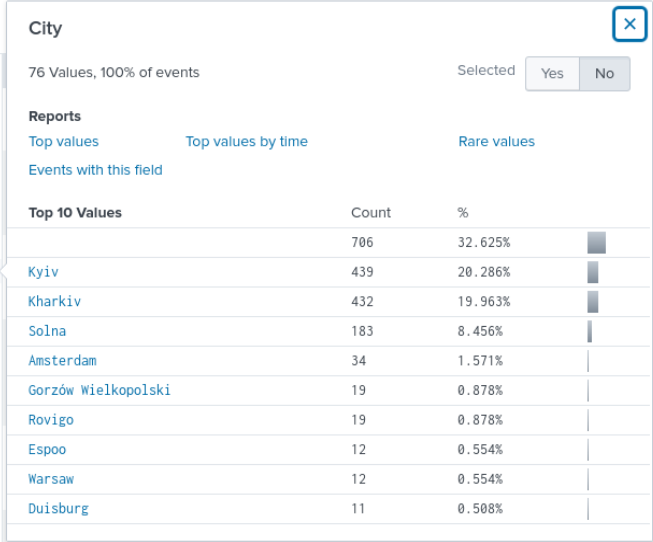 City
76 Values, 100% of events Selected Yes No
Reports
Top values Top values by time Rare values
Events with this field
Top 10 Values Count %
706 32.625%
Kyiv 439 20.286%
Kharkiv 432 19.963%
Solna 183 8.456%
Amsterdam 34 1.571%
Gorzów Wielkopolski 19 0.878%
Rovigo 19 0.878%
Espoo 12 0.554%
Warsaw 12 0.554%
Duisburg 11 0.508%